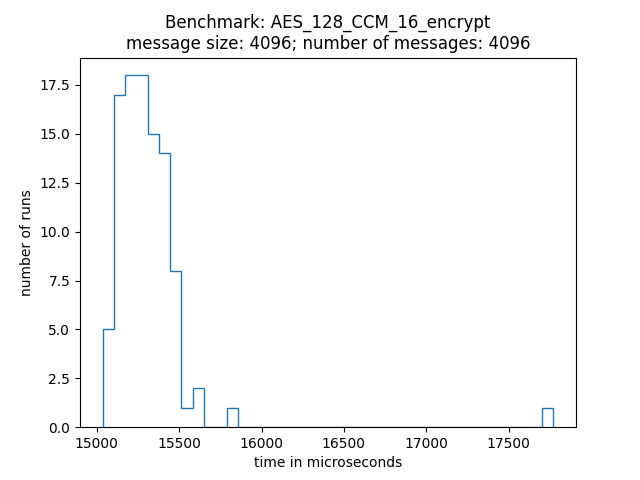 Benchmark: AES_128_CCM_16_encrypt
message size: 4096; number of messages: 4096
17.5
15.0
12.5
10.0
7.5
5.0
2.5
0.0
number of runs
15000 15500 16000 16500 17000 17500
time in microseconds